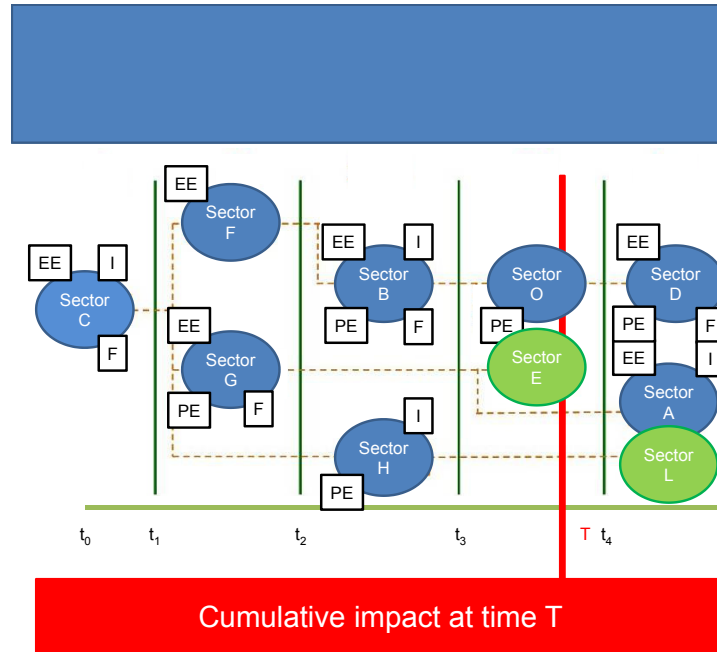 EE
Sector
F
EE
I
Sector
C
F
EE
I
Sector
B
PE
F
Sector
O
EE
Sector
D
PE
F
EE
Sector
G
PE
F
PE
Sector
E
EE
I
Sector
A
I
Sector
H
PE
Sector
L
t0
t1
t2
t3
T
t4
Cumulative impact at time T